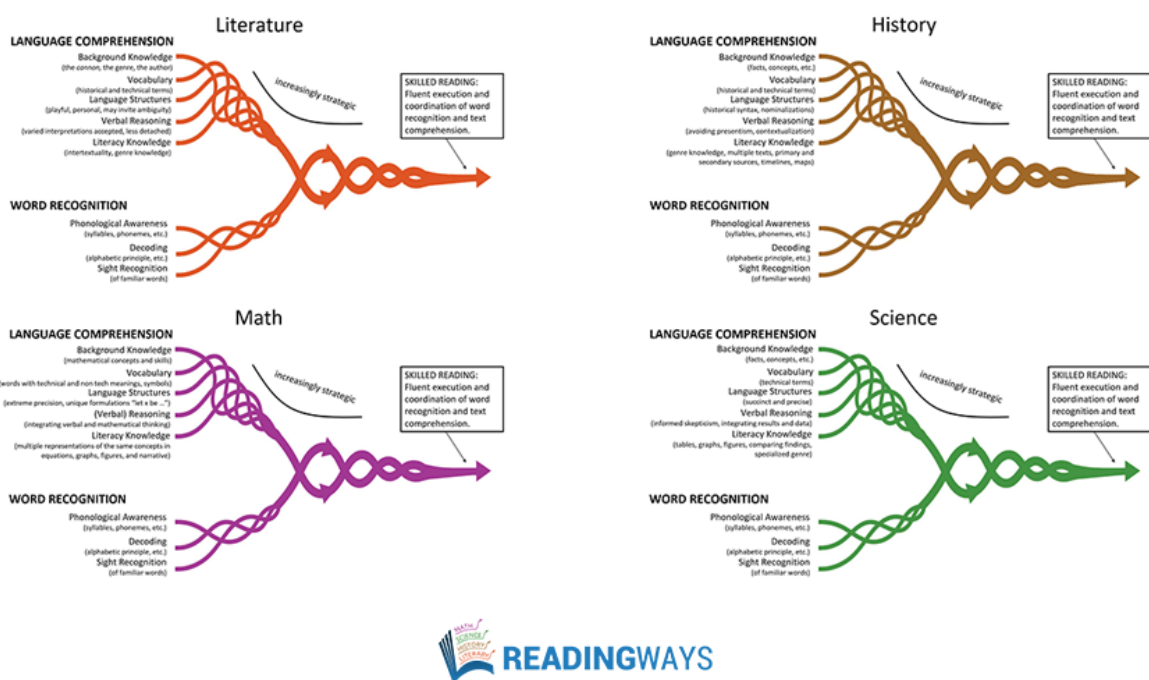 Literature
LANGUAGE COMPREHENSION
Background Knowledge
(the cannon, the genre, the author)
Vocabulary
(historical and technical terms)
Language Structures
(playful, personal, may invite ambiguity)
Verbal Reasoning
(varied interpretations accepted, less detached)
Literacy Knowledge
(intertextuality, genre knowledge)
increasingly strategic
SKILLED READING:
Fluent execution and
coordination of word
recognition and text
comprehension.
WORD RECOGNITION
Phonological Awareness
(syllables, phonemes, etc.)
Decoding
(alphabetic principle, etc.)
Sight Recognition
(of familiar words)
History
LANGUAGE COMPREHENSION
Background Knowledge
(facts, concepts, etc.)
Vocabulary
(historical and technical terms)
Language Structures
(historical syntax, nominalizations)
Verbal Reasoning
(avoiding presentism, contextualization)
Literacy Knowledge
(genre knowledge, multiple texts, primary and
secondary sources, timelines, maps)
increasingly strategic
SKILLED READING:
Fluent execution and
coordination of word
recognition and text
comprehension.
WORD RECOGNITION
Phonological Awareness
(syllables, phonemes, etc.)
Decoding
(alphabetic principle, etc.)
Sight Recognition
(of familiar words)
Math
LANGUAGE COMPREHENSION
Background Knowledge
(mathematical concepts and skills)
Vocabulary
words with technical and non tech meanings, symbols)
Language Structures
(extreme precision, unique formulations "let x be ...")
(Verbal) Reasoning
(integrating verbal and mathematical thinking)
Literacy Knowledge
(multiple representations of the same concepts in
equations, graphs, figures, and narrative)
increasingly strategic
SKILLED READING:
Fluent execution and
coordination of word
recognition and text
comprehension.
WORD RECOGNITION
Phonological Awareness
(syllables, phonemes, etc.)
Decoding
(alphabetic principle, etc.)
Sight Recognition
(of familiar words)
Science
LANGUAGE COMPREHENSION
Background Knowledge
(facts, concepts, etc.)
Vocabulary
(technical terms)
Language Structures
(succinct and precise)
Verbal Reasoning
(informed skepticism, integrating results and data)
Literacy Knowledge
(tables, graphs, figures, comparing findings,
specialized genre)
increasingly strategic
SKILLED READING:
Fluent execution and
coordination of word
recognition and text
comprehension.
WORD RECOGNITION
Phonological Awareness
(syllables, phonemes, etc.)
Decoding
(alphabetic principle, etc.)
Sight Recognition
(of familiar words)
MATH
SCIENCE
HISTORY
LITERARY
READINGWAYS